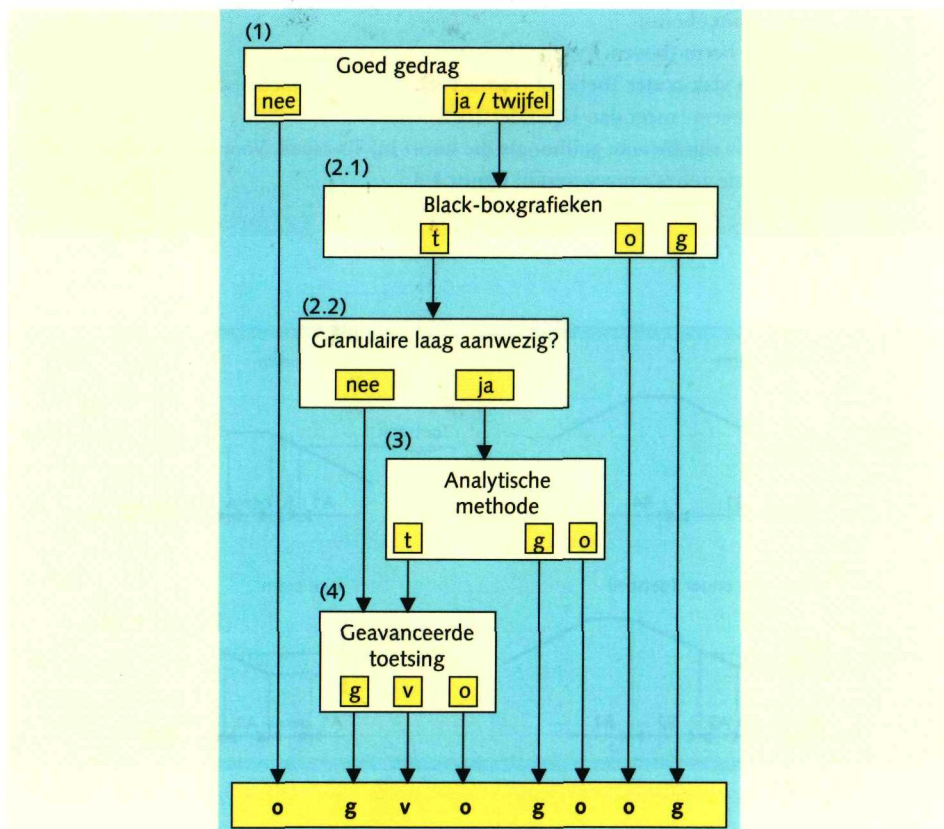 (1)
Goed gedrag
nee ja / twijfel
(2.1)
Black-boxgrafieken
t o g
(2.2)
Granulaire laag aanwezig?
nee ja
(3)
Analytische
methode
t g o
(4)
Geavanceerde
toetsing
g v o
o g v o g o o g